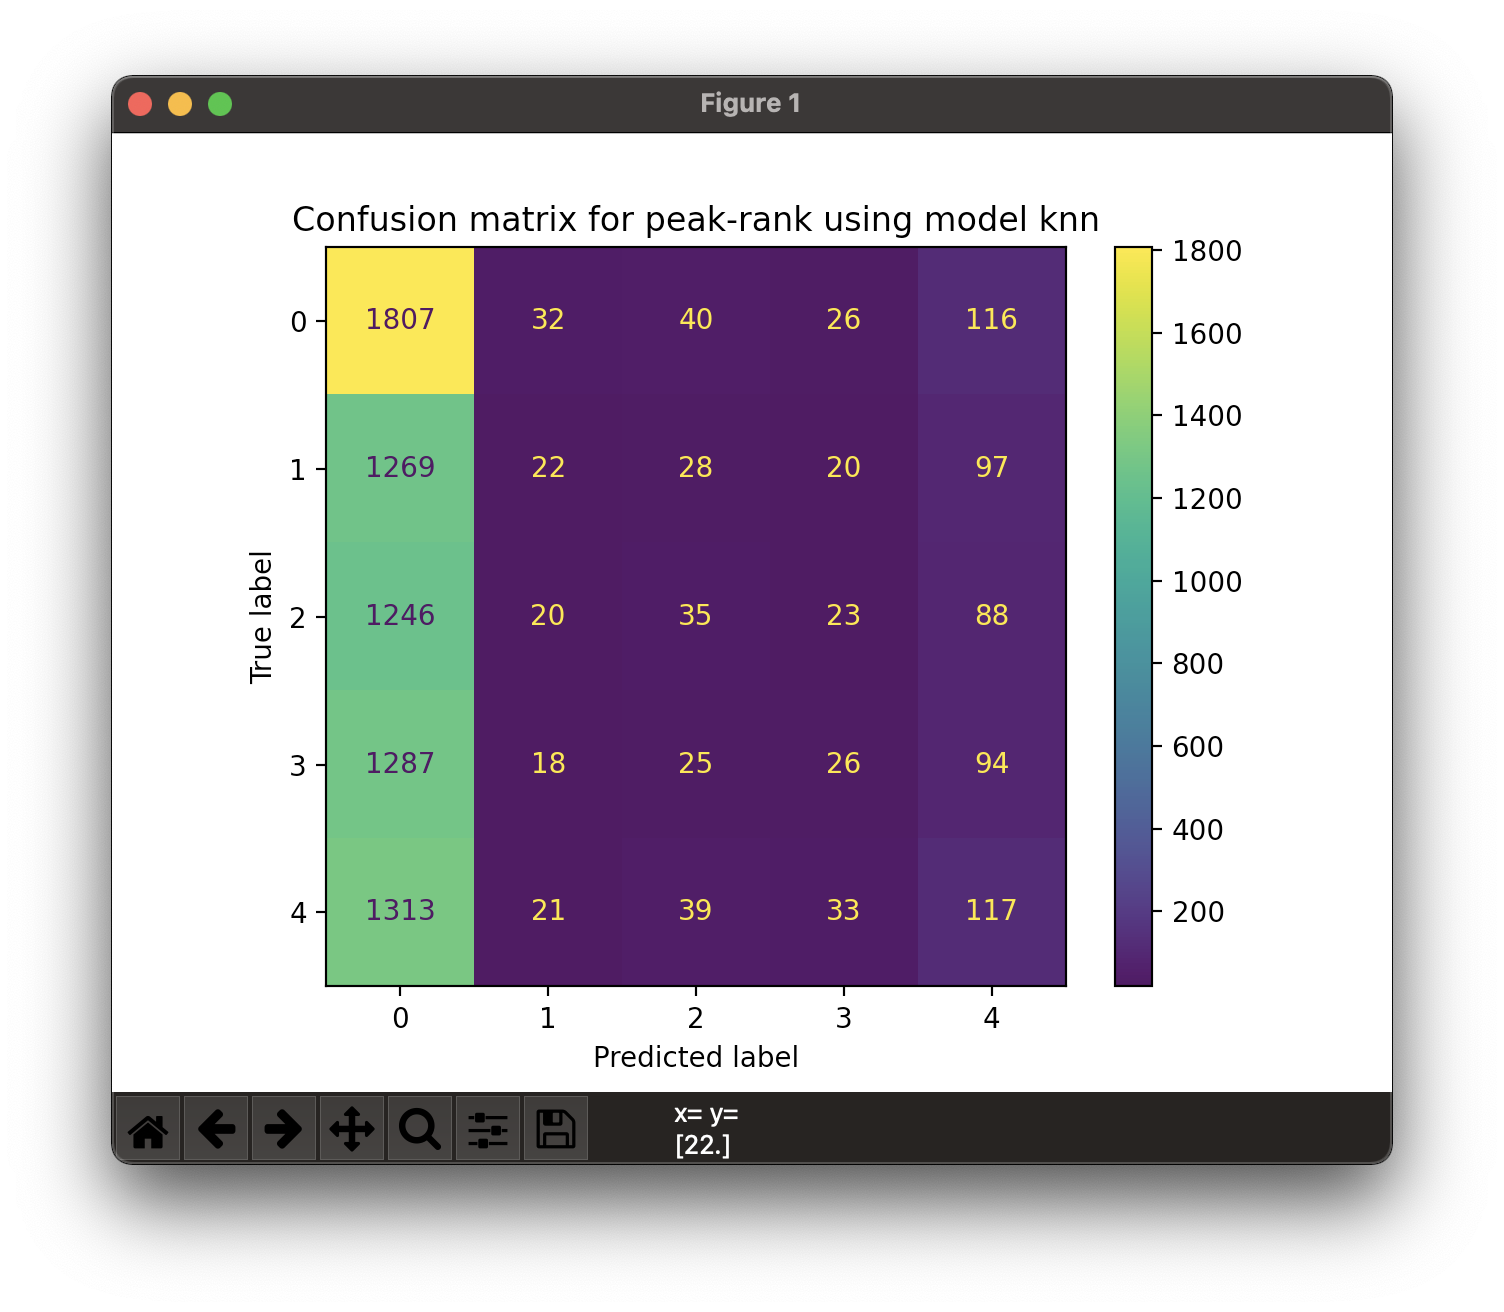 Figure 1
Confusion matrix for peak-rank using model knn
0 1807 32 40 26 116
1 1269 22 28 20 97
2 1246 20 35 23 88
3 1287 18 25 26 94
4 1313 21 39 33 117
0 1 2 3 4
True label
Predicted label
1800
1600
1400
1200
1000
800
600
400
200
x= y=
[22.]